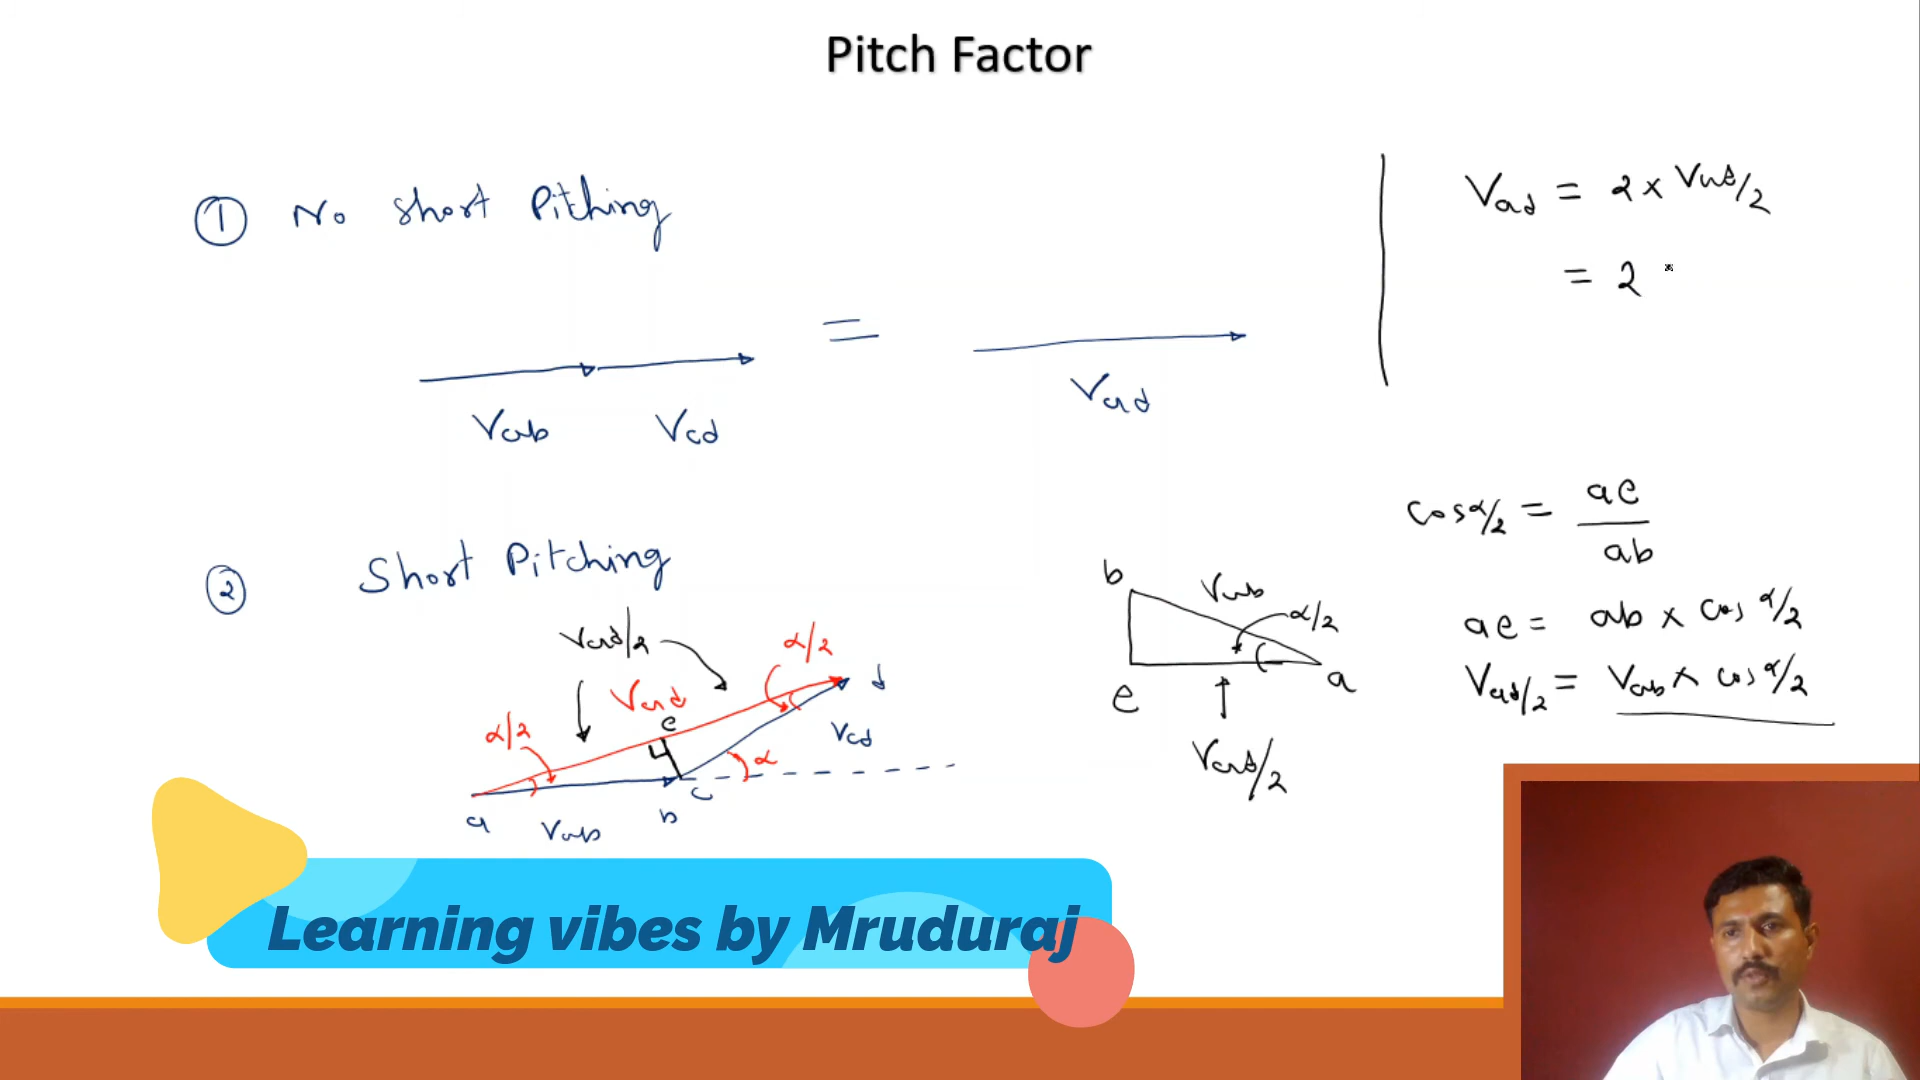 Pitch Factor
① No Short Pitching
Vab Vcd
=
Vad
Vad = 2 x Vad/2
= 2
② Short Pitching
Vad/2
α/2
Vad
e
α/2
d
Vcd
α
a
Vab
b
c
b
Vab
α/2
e
a
Vad/2
cos α/2 = ae / ab
ae = ab x cos α/2
Vad/2 = Vab x cos α/2
Learning vibes by Mruduraj